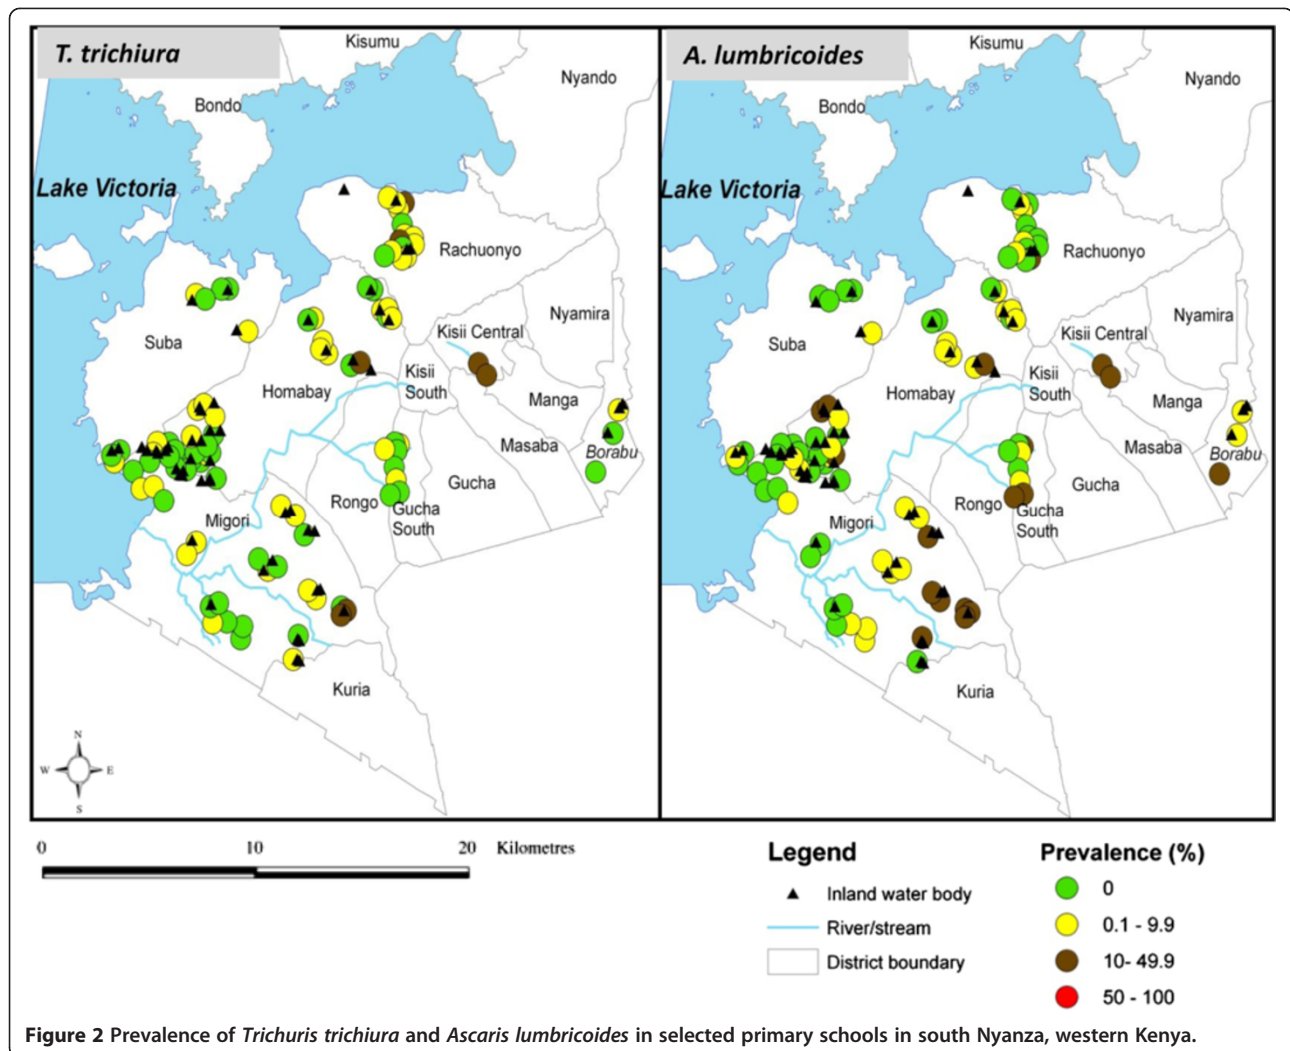 T. trichiura
Kisumu
Nyando
Bondo
Lake Victoria
Rachuonyo
Nyamira
Kisii Central
Suba
Kisii
South
Homabay
Manga
Masaba
Borabu
Gucha
Rongo
Gucha
South
Migori
Kuria
N
W E
S
A. lumbricoides
Kisumu
Nyando
Bondo
Lake Victoria
Rachuonyo
Nyamira
Kisii Central
Suba
Kisii
South
Homabay
Manga
Masaba
Borabu
Gucha
Rongo
Gucha
South
Migori
Kuria
0 10 20 Kilometres
Legend
Inland water body
River/stream
District boundary
Prevalence (%)
0
0.1 - 9.9
10- 49.9
50 - 100
Figure 2 Prevalence of Trichuris trichiura and Ascaris lumbricoides in selected primary schools in south Nyanza, western Kenya.